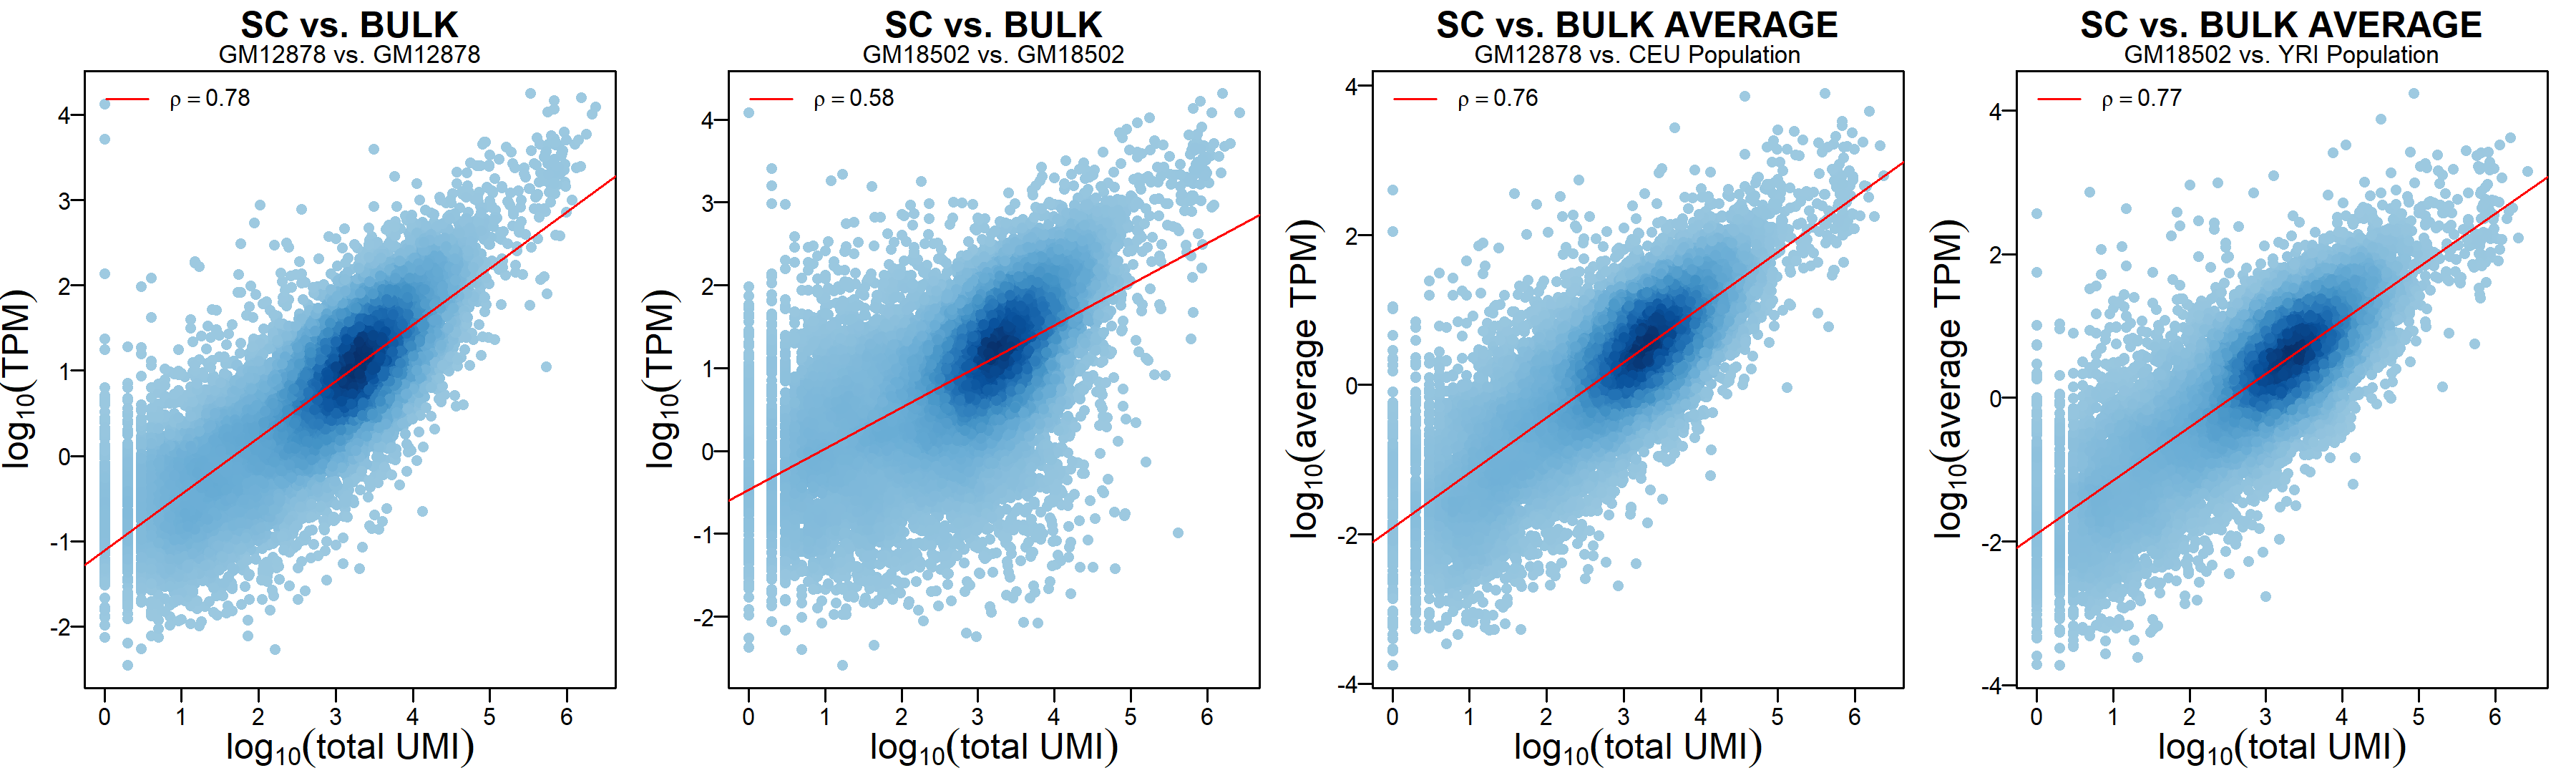 SC vs. BULK
GM12878 vs. GM12878
ρ = 0.78
log10(TPM)
4
3
2
1
0
-1
-2
0 1 2 3 4 5 6
log10(total UMI)
SC vs. BULK
GM18502 vs. GM18502
ρ = 0.58
log10(TPM)
4
3
2
1
0
-1
-2
0 1 2 3 4 5 6
log10(total UMI)
SC vs. BULK AVERAGE
GM12878 vs. CEU Population
ρ = 0.76
log10(average TPM)
4
2
0
-2
-4
0 1 2 3 4 5 6
log10(total UMI)
SC vs. BULK AVERAGE
GM18502 vs. YRI Population
ρ = 0.77
log10(average TPM)
4
2
0
-2
-4
0 1 2 3 4 5 6
log10(total UMI)